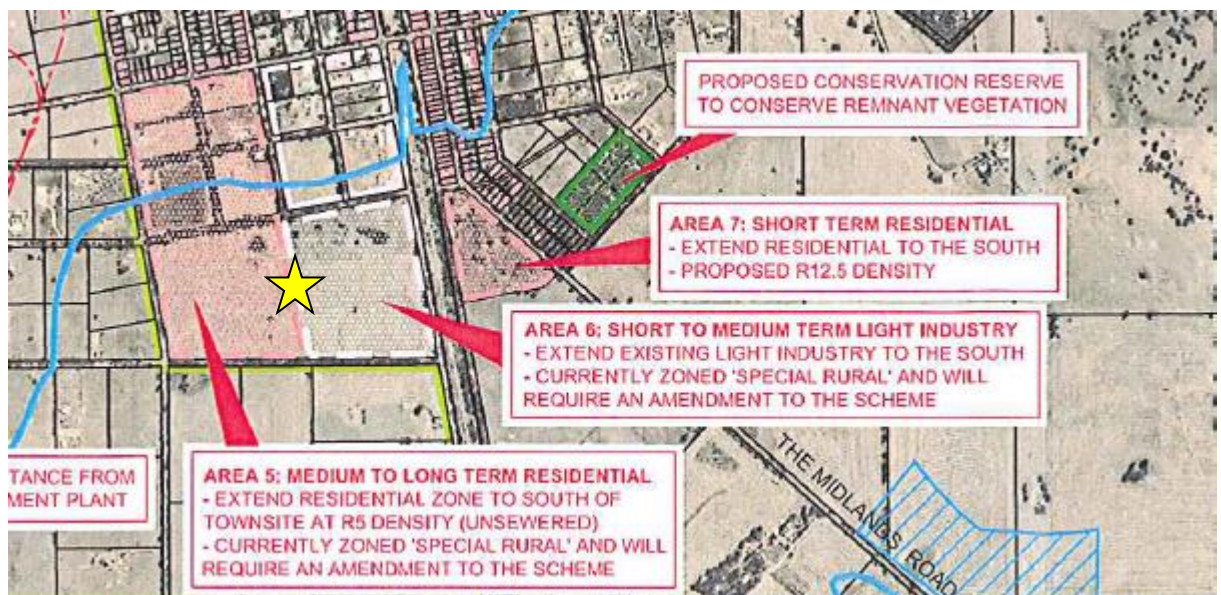 PROPOSED CONSERVATION RESERVE
TO CONSERVE REMNANT VEGETATION
AREA 7: SHORT TERM RESIDENTIAL
- EXTEND RESIDENTIAL TO THE SOUTH
- PROPOSED R12.5 DENSITY
AREA 6: SHORT TO MEDIUM TERM LIGHT INDUSTRY
- EXTEND EXISTING LIGHT INDUSTRY TO THE SOUTH
- CURRENTLY ZONED 'SPECIAL RURAL' AND WILL
REQUIRE AN AMENDMENT TO THE SCHEME
TANCE FROM
MENT PLANT
AREA 5: MEDIUM TO LONG TERM RESIDENTIAL
- EXTEND RESIDENTIAL ZONE TO SOUTH OF
TOWNSITE AT R5 DENSITY (UNSEWERED)
- CURRENTLY ZONED 'SPECIAL RURAL' AND WILL
REQUIRE AN AMENDMENT TO THE SCHEME
THE MIDLANDS ROAD